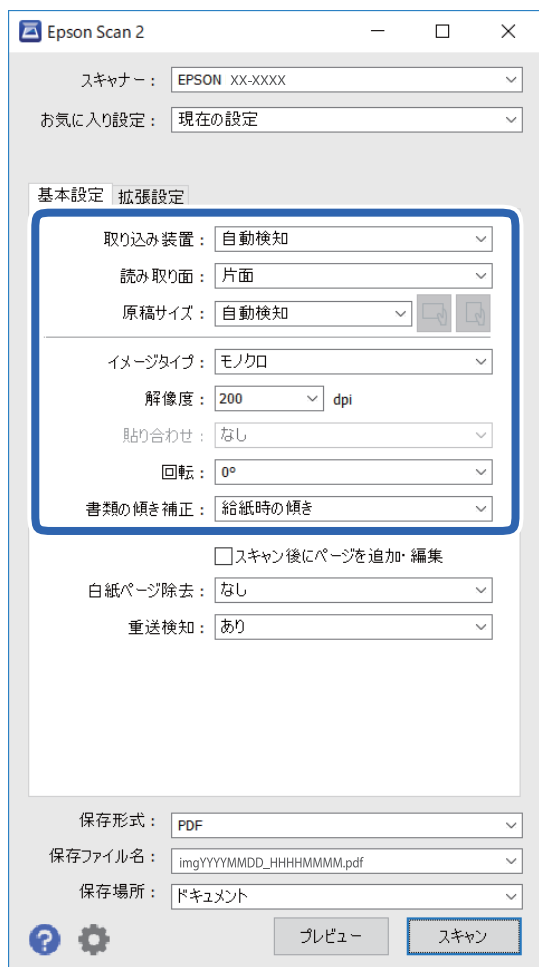 Epson Scan 2
スキャナー： EPSON XX-XXXX
お気に入り設定： 現在の設定
基本設定 拡張設定
取り込み装置： 自動検知
読み取り面： 片面
原稿サイズ： 自動検知
イメージタイプ： モノクロ
解像度： 200 dpi
貼り合わせ： なし
回転： 0°
書類の傾き補正： 給紙時の傾き
スキャン後にページを追加・編集
白紙ページ除去： なし
重送検知： あり
保存形式： PDF
保存ファイル名： imgYYYYMMDD_HHHHMMMM.pdf
保存場所： ドキュメント
プレビュー スキャン